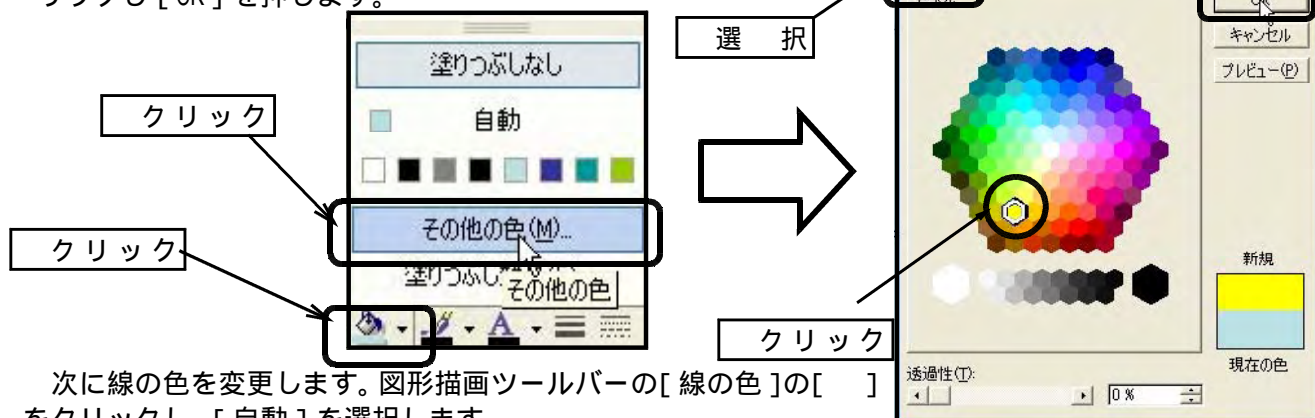 リックし[OK]を押します。
選 択
OK
キャンセル
プレビュー(P)
塗りつぶしなし
自動
クリック
その他の色(M)...
クリック
その他の色
新規
クリック
現在の色
透過性(T):
0 %
次に線の色を変更します。図形描画ツールバーの[線の色]の[ ]
をクリックし、[自動]を選択します。